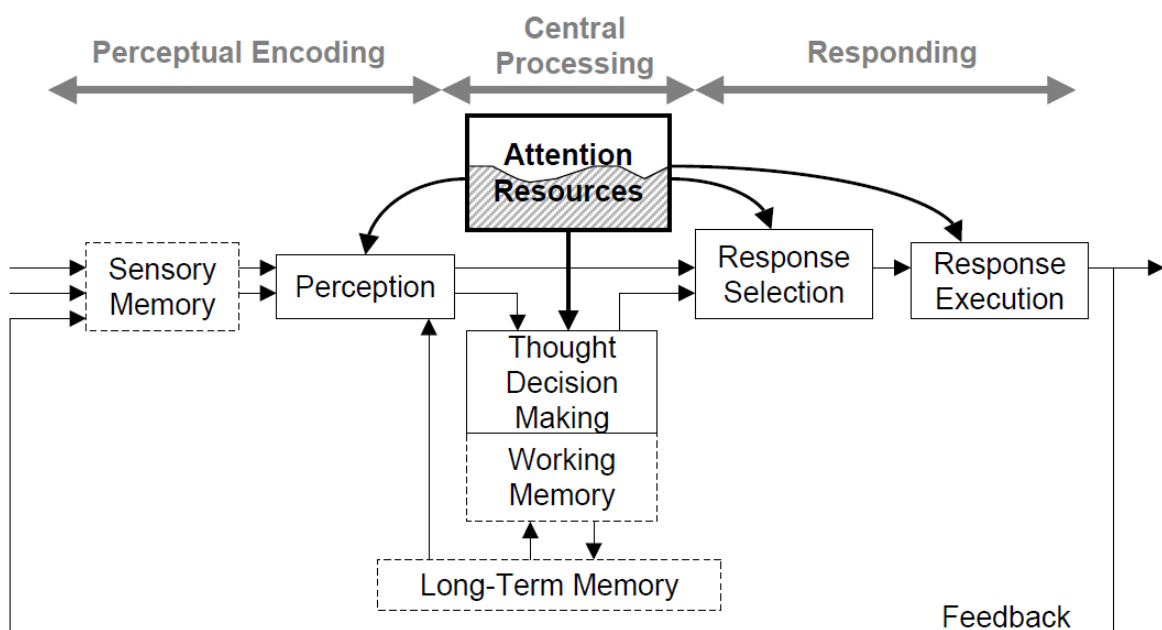 Perceptual Encoding
Central
Processing
Responding
Attention
Resources
Sensory
Memory
Perception
Response
Selection
Response
Execution
Thought
Decision
Making
Working
Memory
Long-Term Memory
Feedback